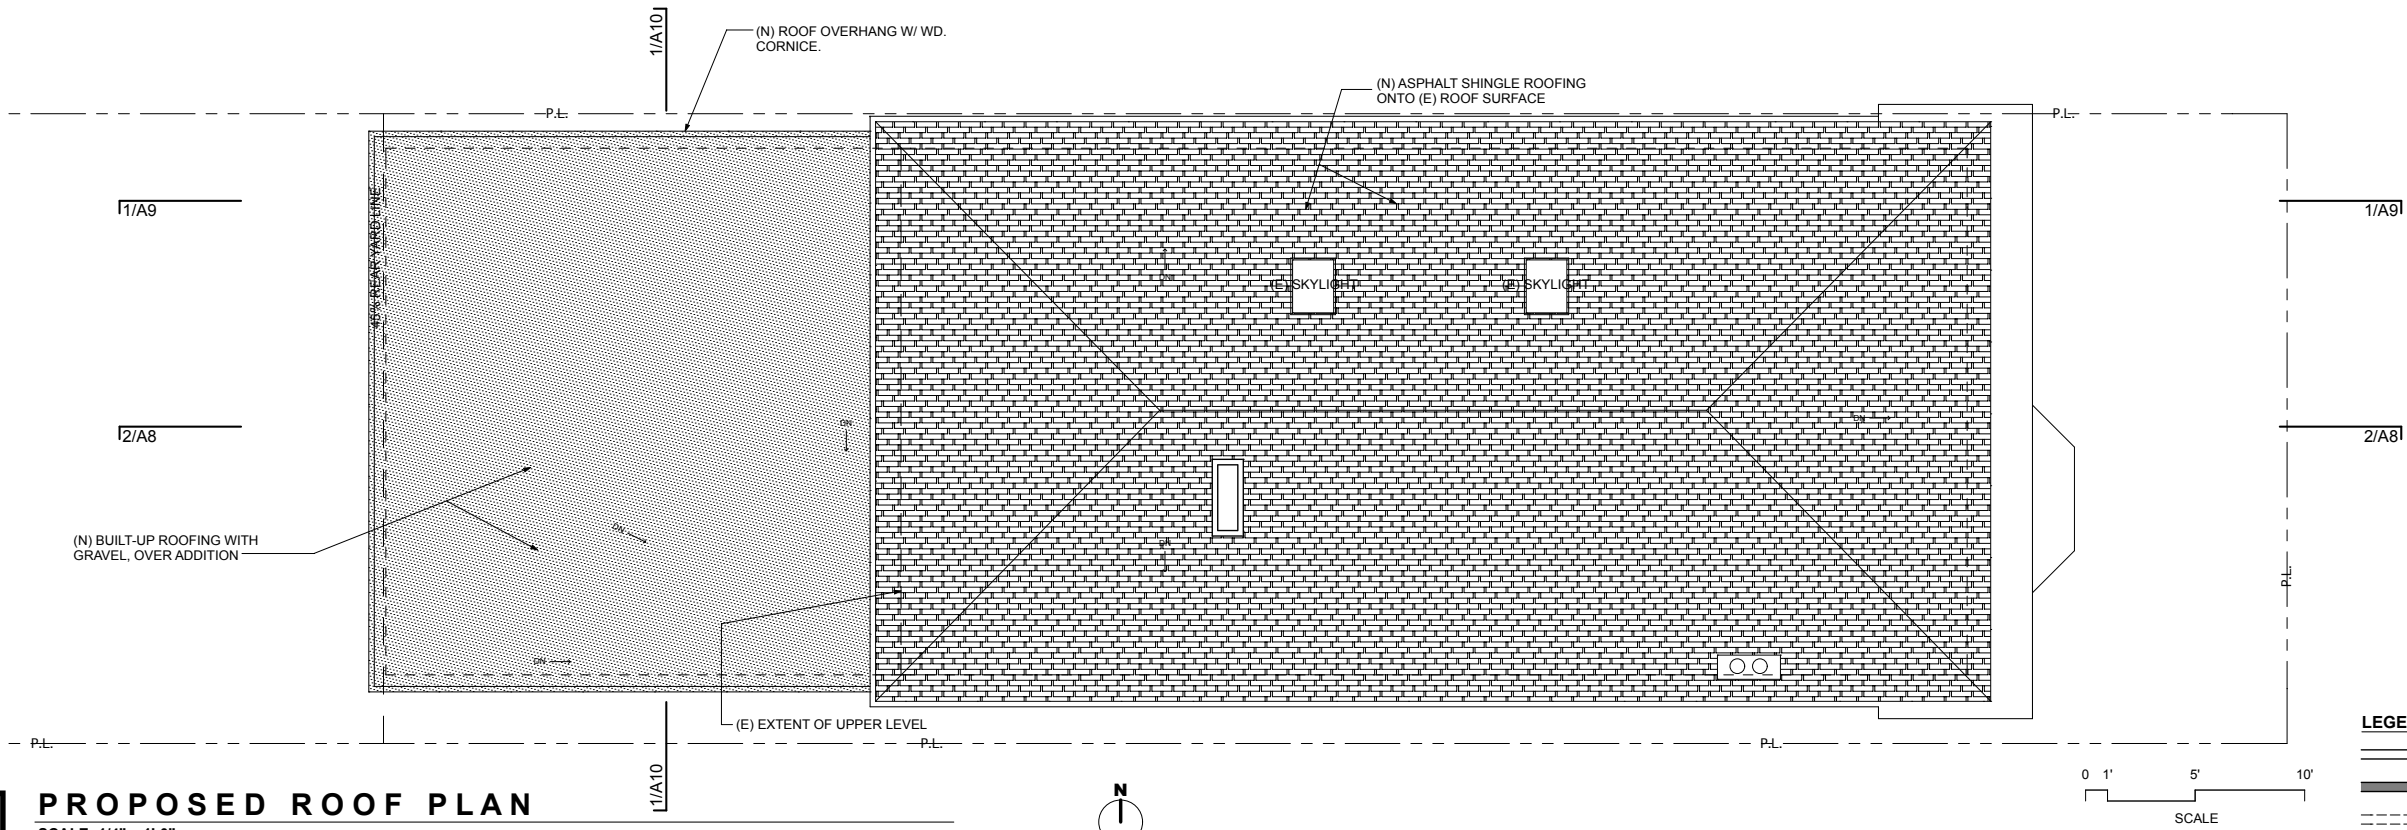 1/A10
(N) ROOF OVERHANG W/ WD.
CORNICE.
(N) ASPHALT SHINGLE ROOFING
ONTO (E) ROOF SURFACE
P.L.
P.L.
1/A9
1/A9
45% REAR YARD LINE
DN
(E) SKYLIGHT
(E) SKYLIGHT
DN
DN
2/A8
2/A8
DN
(N) BUILT-UP ROOFING WITH
GRAVEL, OVER ADDITION
DN
P.L.
DN
(E) EXTENT OF UPPER LEVEL
P.L.
P.L.
P.L.
1/A10
LEGE
0 1' 5' 10'
SCALE
N
PROPOSED ROOF PLAN